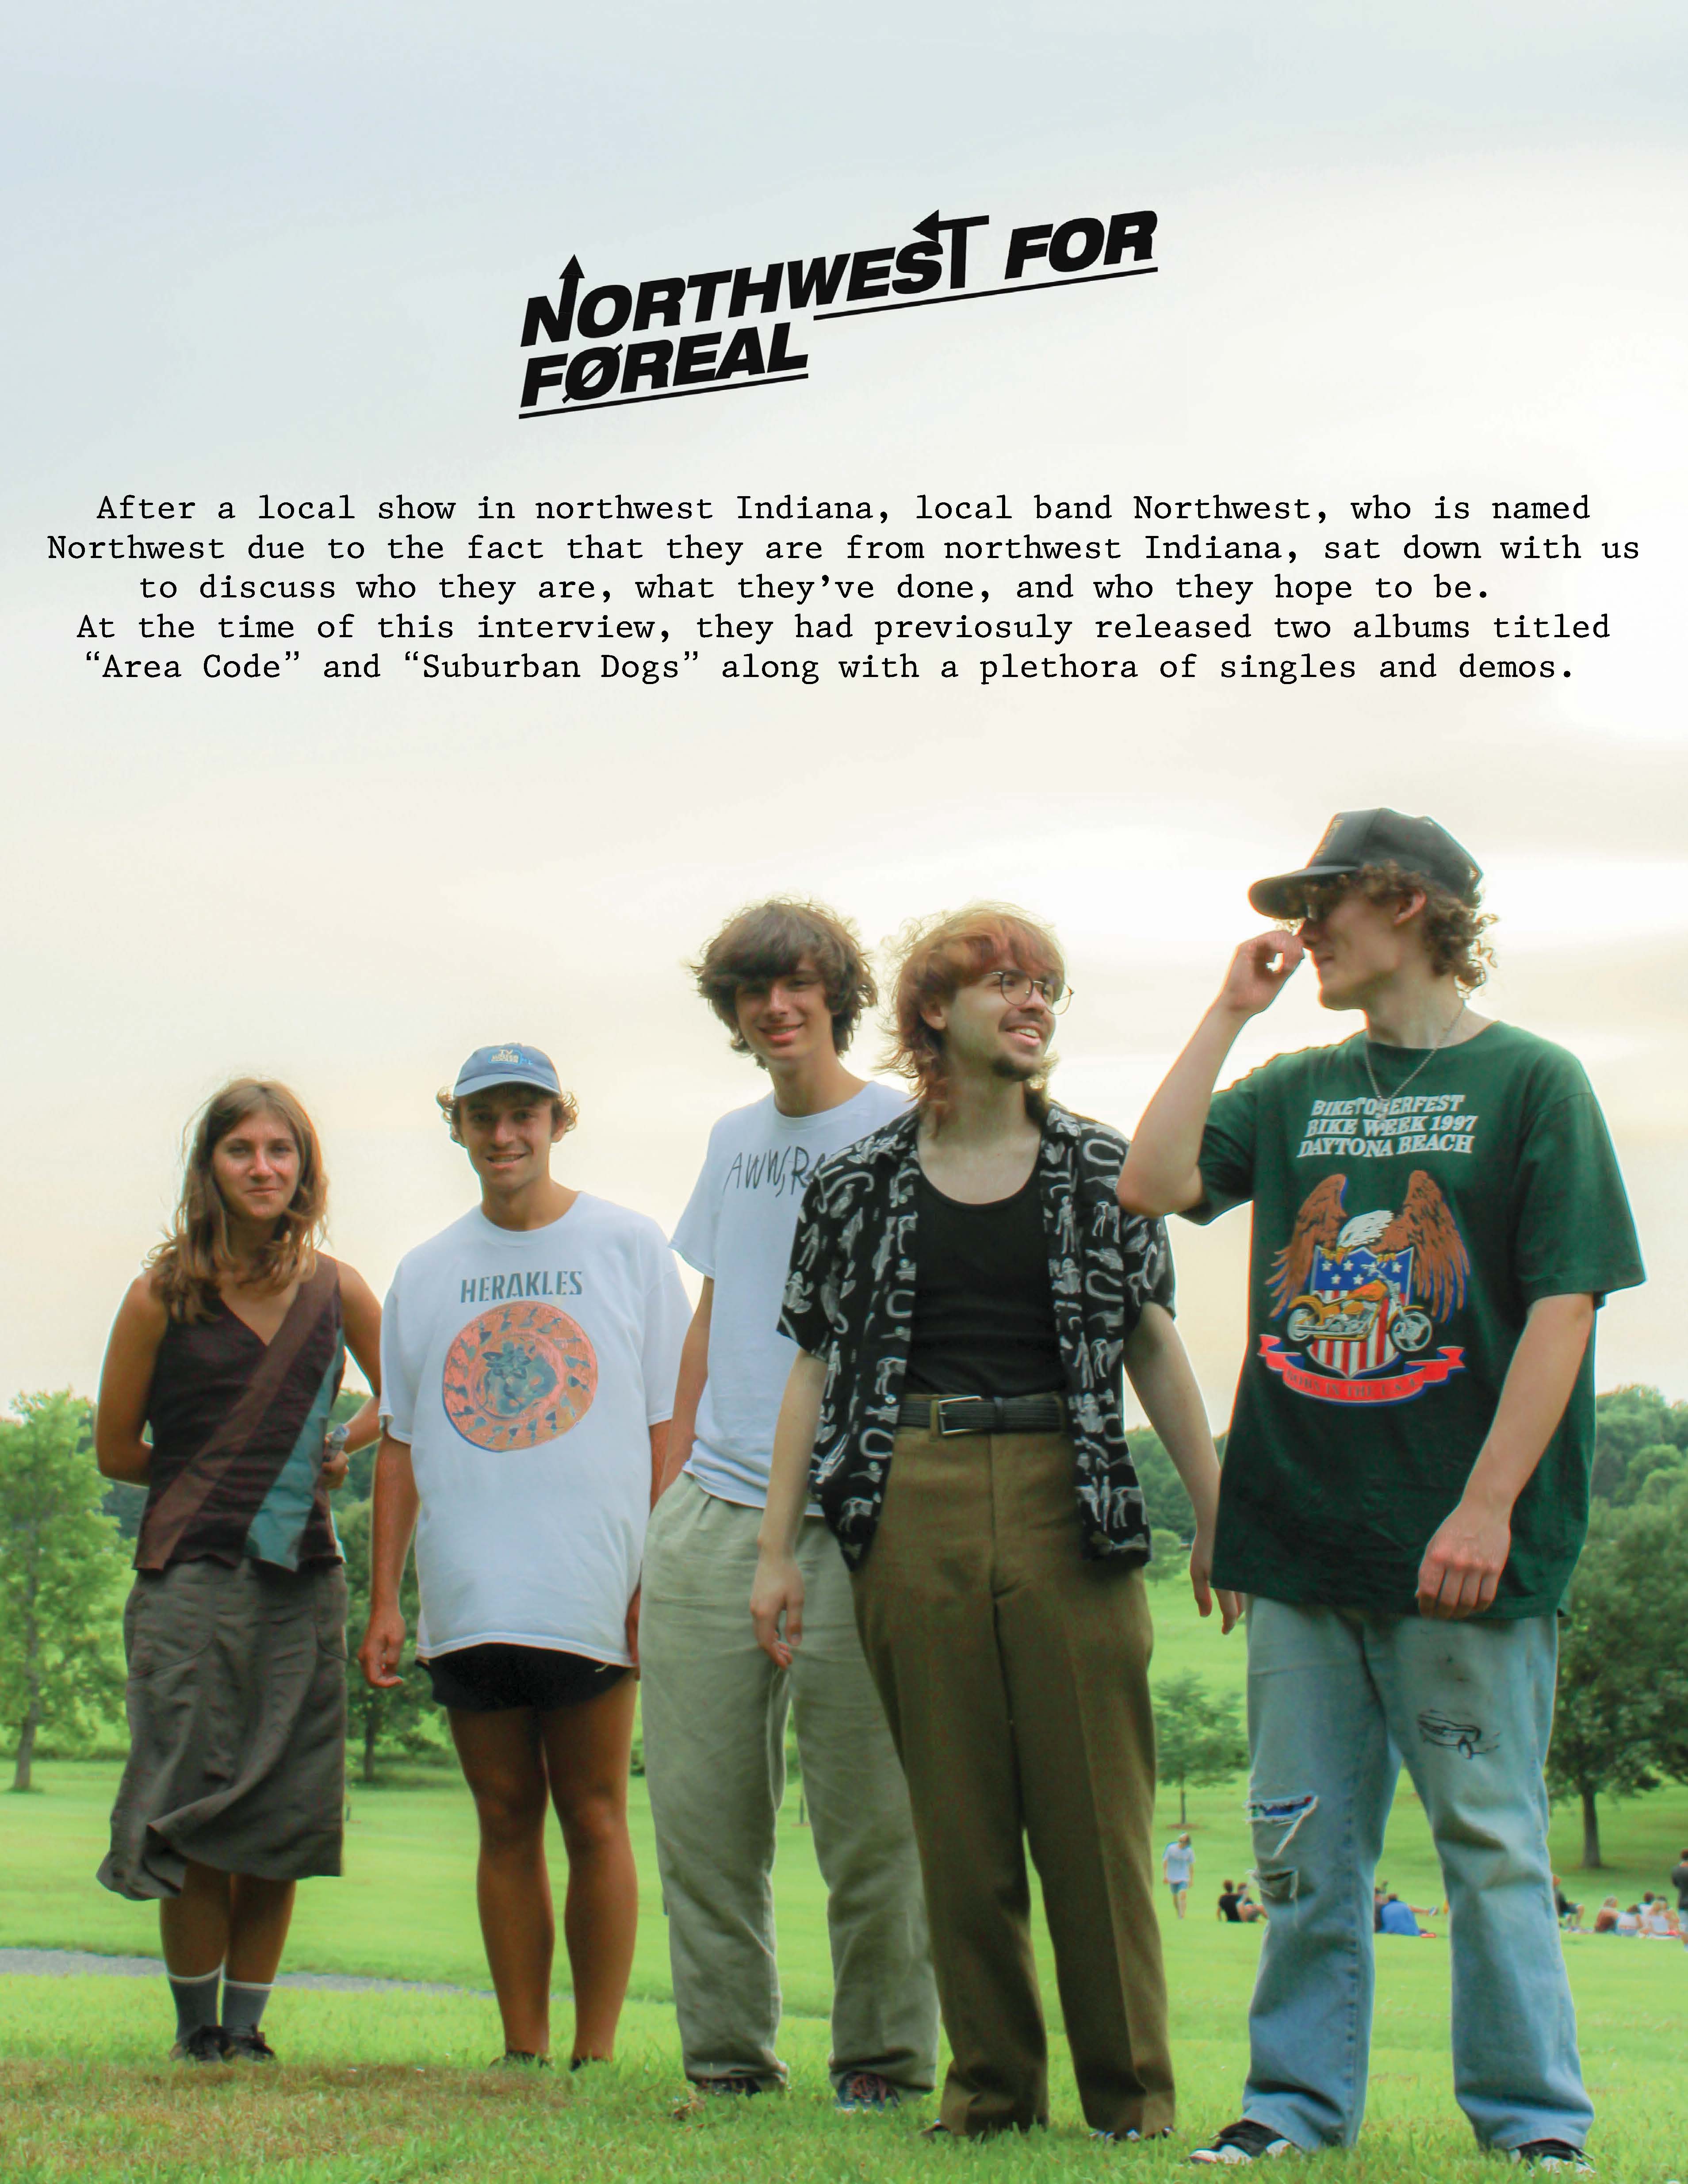 NORTHWEST FOR
FØREAL
After a local show in northwest Indiana, local band Northwest, who is named
Northwest due to the fact that they are from northwest Indiana, sat down with us
to discuss who they are, what they’ve done, and who they hope to be.
At the time of this interview, they had previosuly released two albums titled
“Area Code” and “Suburban Dogs” along with a plethora of singles and demos.
HERAKLES
AWW,
BIKETOBERFEST
BIKE WEEK 1997
DAYTONA BEACH